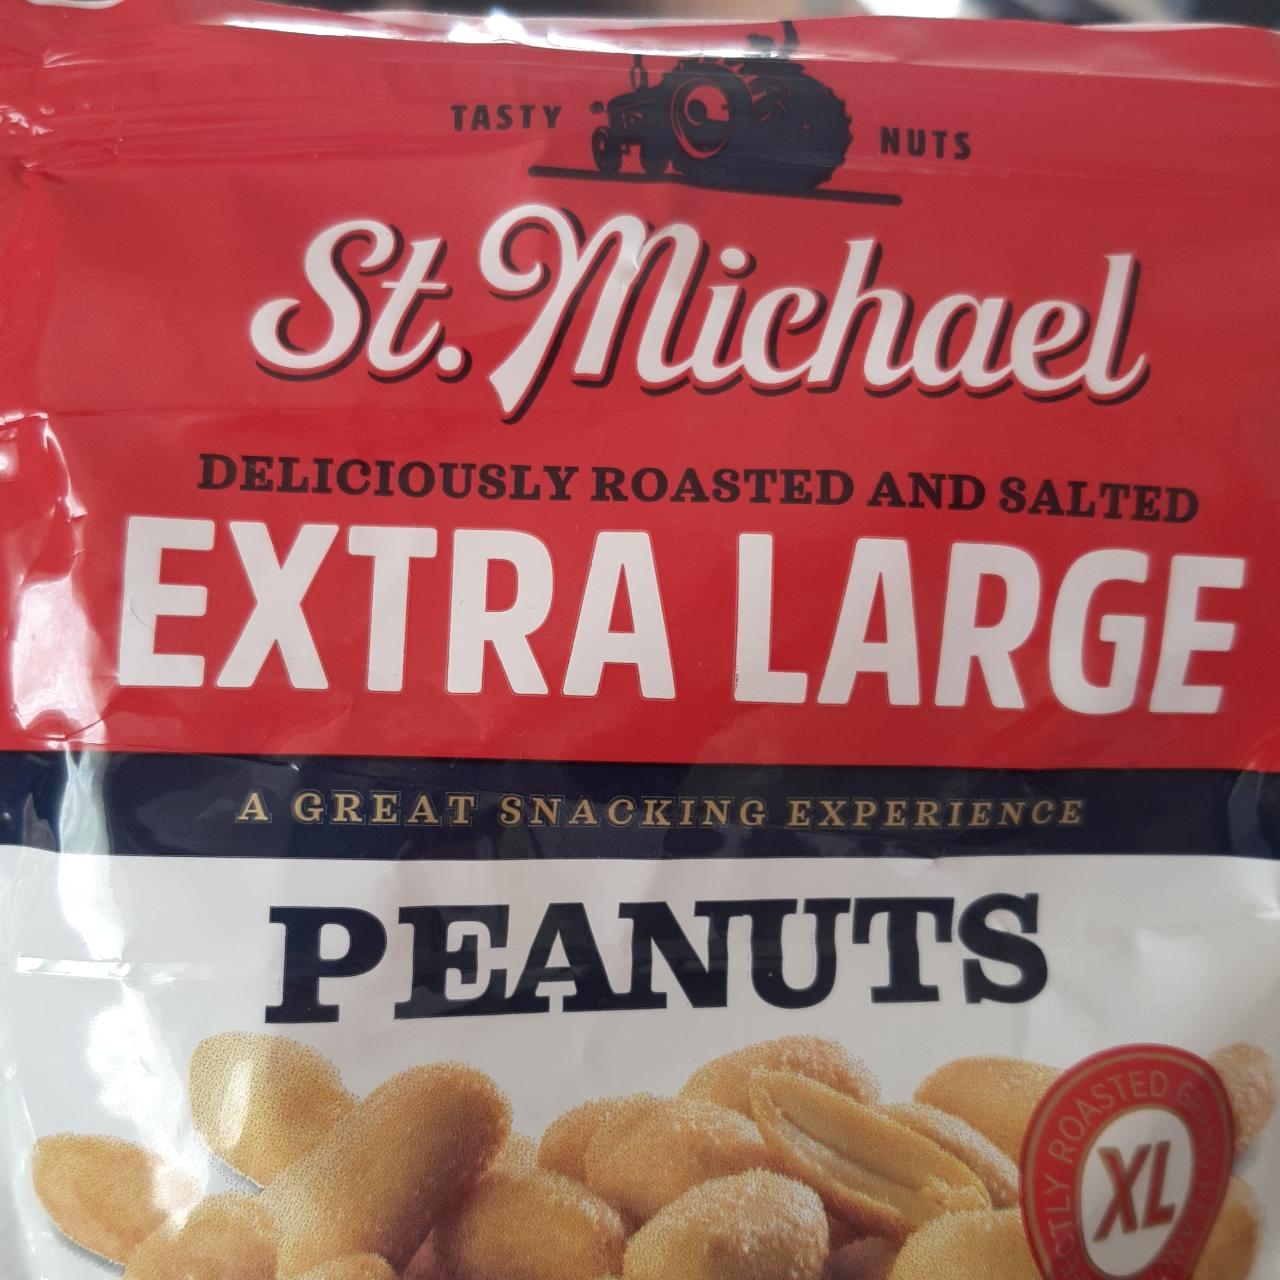 TASTY NUTS
St. Michael
DELICIOUSLY ROASTED AND SALTED
EXTRA LARGE
A GREAT SNACKING EXPERIENCE
PEANUTS
ROASTED
XL